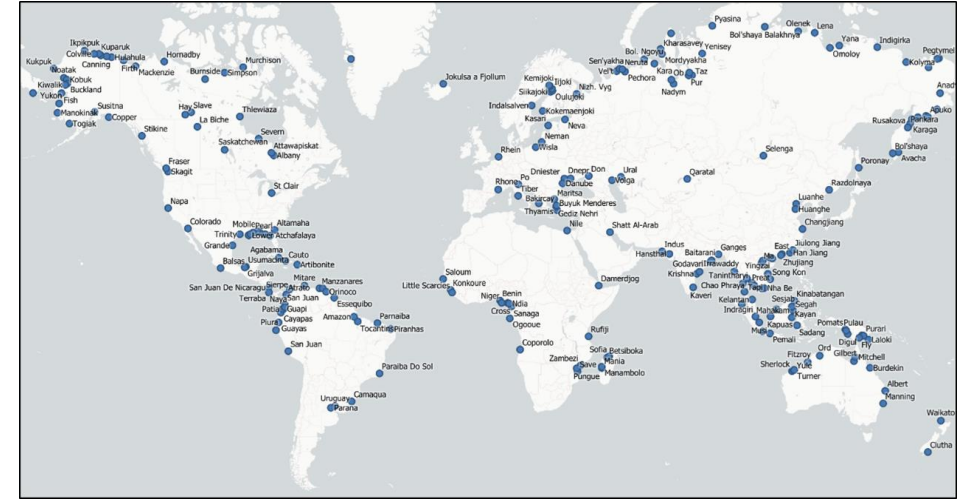 Pyasina
Olenek
Lena
Bol'shaya Balakhnya
Ikpikpuk
Kuparuk
Colville
Hulahula
Canning
Firth
Mackenzie
Hornadby
Murchison
Burnside
Simpson
Kukpuk
Noatak
Kobuk
Kiwalik
Buckland
Yukon
Fish
Manokinak
Susitna
Togiak
Copper
Hay
Slave
Thlewiaza
La Biche
Stikine
Severn
Saskatchewan
Attawapiskat
Albany
Fraser
Skagit
St Clair
Napa
Colorado
Mobile
Pearl
Altamaha
Trinity
Lower Atchafalaya
Grande
Agabama
Cauto
Balsas
Usumacinta
Artibonite
Grijalva
Mitare
Manzanares
San Juan De Nicaragua
Sierpe
Atrato
Orinoco
Terraba
Naya
San Juan
Essequibo
Patia
Guapi
Amazon
Parnaiba
Piura
Cayapas
Tocantins
Piranhas
Guayas
San Juan
Paraiba Do Sol
Uruguay
Camaqua
Parana
Jokulsa a Fjollum
Kharasavey
Yana
Indigirka
Omoloy
Pegtymel
Kolyma
Bol. Ngoyu
Yenisey
Mordyyakha
Sen'yakha
Neruta
Vel't
Pechora
Kara
Ob
Taz
Pur
Nadym
Kemijoki
Iijoki
Siikajoki
Oulujoki
Nizh. Vyg
Indalsalven
Kokemaenjoki
Kasari
Neva
Neman
Rhein
Wisla
Anady
Apuko
Rusakova
Pankara
Karaga
Bol'shaya
Avacha
Poronay
Selenga
Razdolnaya
Dniester
Dnepr
Don
Ural
Rhone
Po
Danube
Volga
Qaratal
Tiber
Maritsa
Bakircay
Buyuk Menderes
Thyamis
Gediz Nehri
Nile
Shatt Al-Arab
Luanhe
Huanghe
Changjiang
Indus
Hansthal
Baitarani
Ganges
East
Jiulong Jiang
Godavari
Irrawaddy
Ma
Han Jiang
Yingzai
Zhujiang
Krishna
Tanintharyi
Song Kon
Chao Phraya
Nha Be
Kaveri
Kelantan
Sesjab
Kinabatangan
Segah
Indragiri
Mahakam
Kayan
Kapuas
Musi
Sadang
Pemali
Pomats
Pulau
Purari
Digul
Fly
Laloki
Saloum
Little Scarcies
Konkoure
Niger
Benin
Ndia
Cross
Sanaga
Ogooue
Damerdjog
Rufiji
Coporolo
Sofia
Betsiboka
Zambezi
Save
Mania
Pungue
Manambolo
Ord
Fitzroy
Gilbert
Mitchell
Sherlock
Yule
Turner
Burdekin
Albert
Manning
Waikato
Clutha